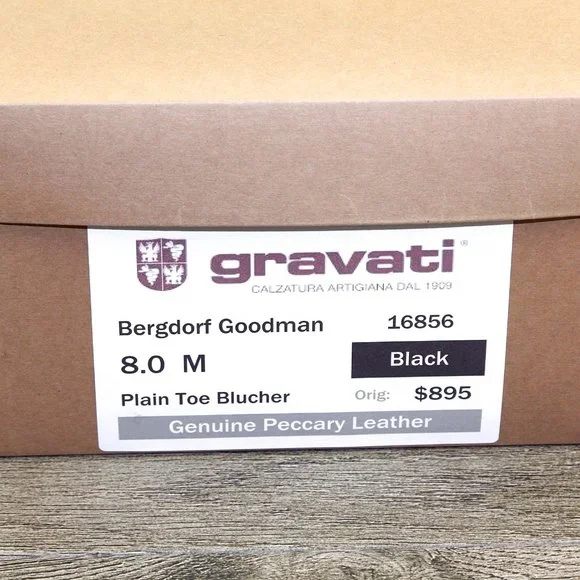 gravati®
CALZATURA ARTIGIANA DAL 1909
Bergdorf Goodman 16856
8.0 M Black
Plain Toe Blucher Orig: $895
Genuine Peccary Leather